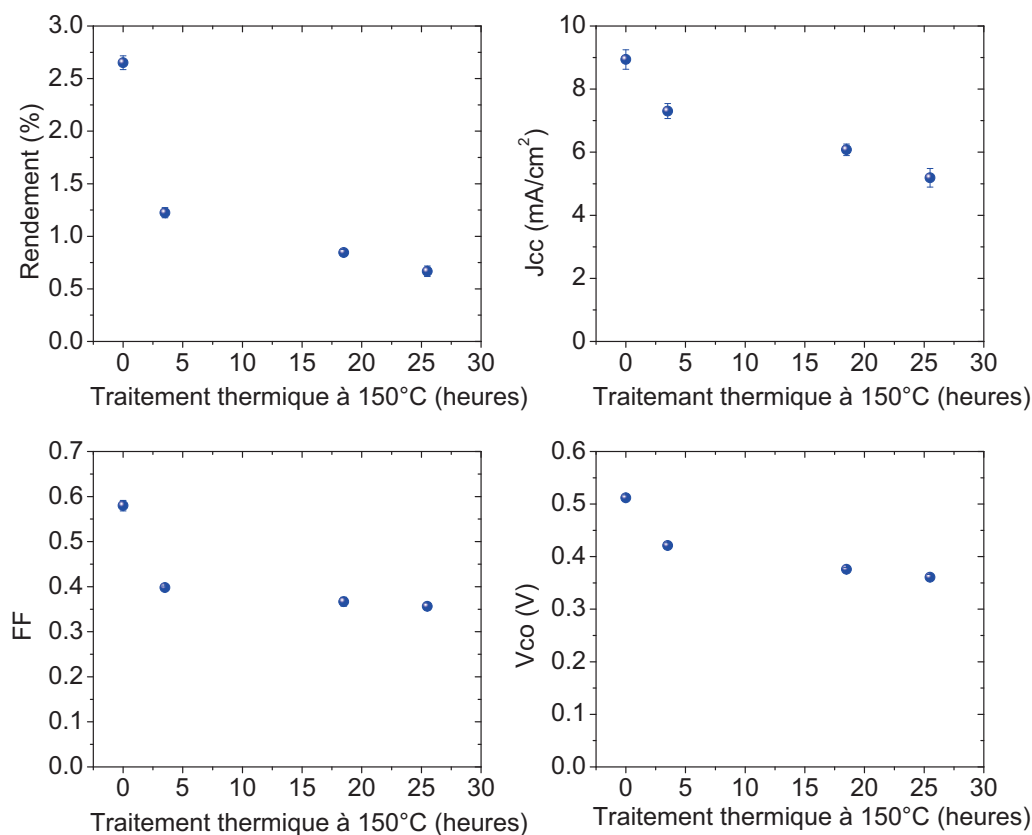 3.0
2.5
2.0
1.5
1.0
0.5
0.0
Rendement (%)
0 5 10 15 20 25 30
Traitement thermique à 150°C (heures)
10
8
6
4
2
0
Jcc (mA/cm²)
0 5 10 15 20 25 30
Traitemant thermique à 150°C (heures)
0.7
0.6
0.5
0.4
0.3
0.2
0.1
0.0
FF
0 5 10 15 20 25 30
Traitement thermique à 150°C (heures)
0.6
0.5
0.4
0.3
0.2
0.1
0.0
Vco (V)
0 5 10 15 20 25 30
Traitement thermique à 150°C (heures)